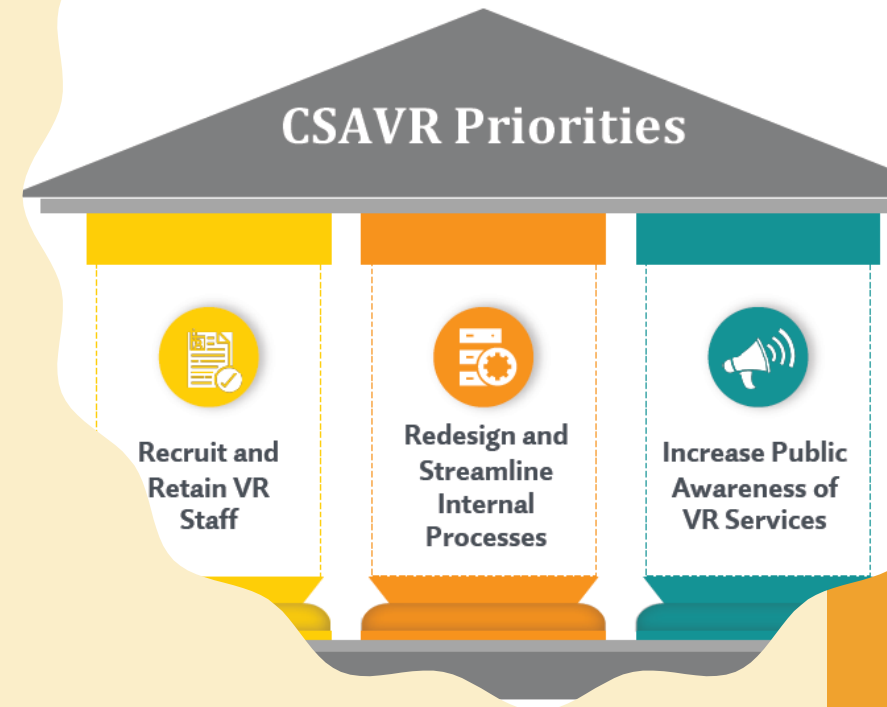 CSAVR Priorities
Recruit and
Retain VR
Staff
Redesign and
Streamline
Internal
Processes
Increase Public
Awareness of
VR Services